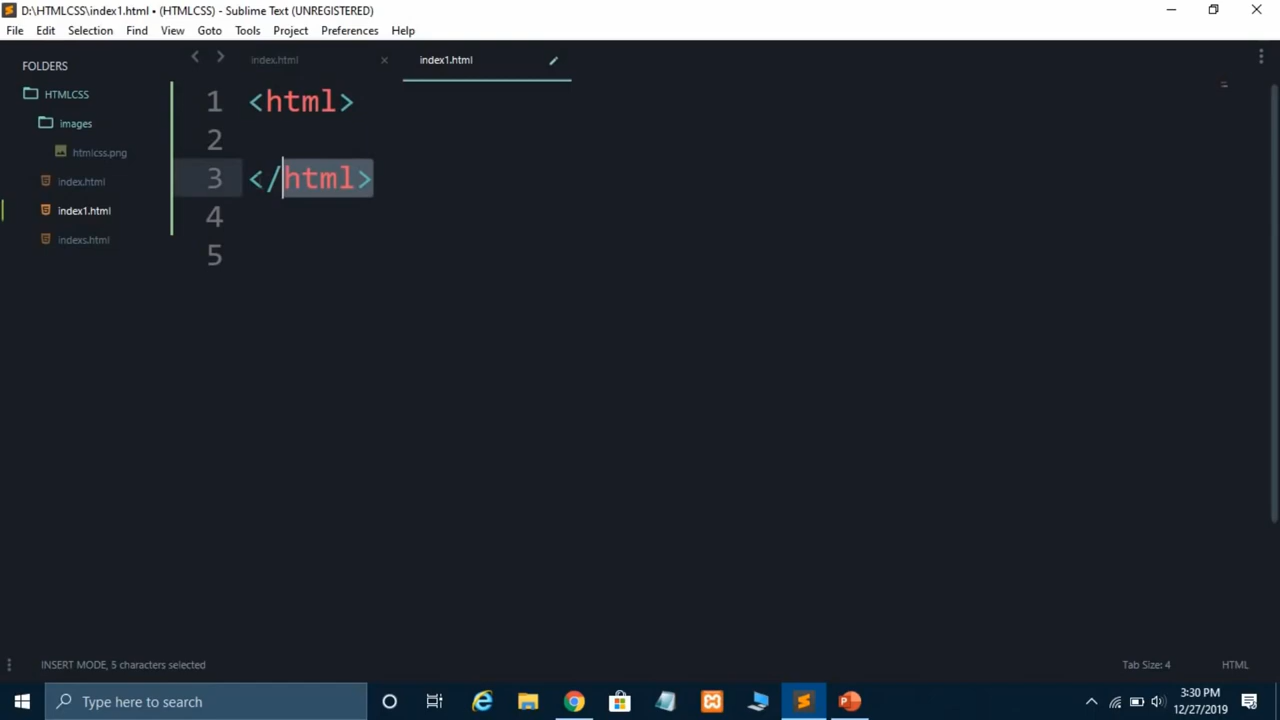 D:\HTMLCSS\index1.html • (HTMLCSS) - Sublime Text (UNREGISTERED)
File Edit Selection Find View Goto Tools Project Preferences Help
FOLDERS
HTMLCSS
images
htmlcss.png
index.html
index1.html
indexs.html
index.html index1.html
1 <html>
2
3 </html>
4
5
INSERT MODE, 5 characters selected Tab Size: 4 HTML
Type here to search
3:30 PM
12/27/2019